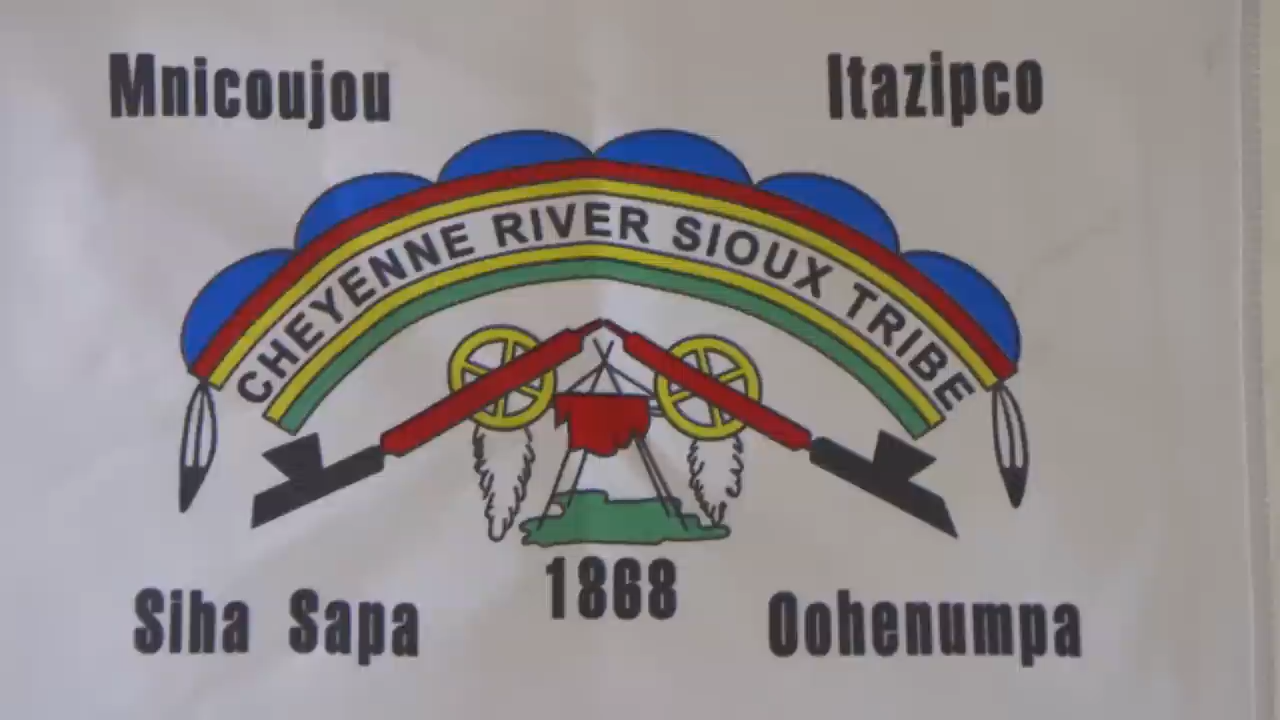 Mnicoujou
Itazipco
CHEYENNE RIVER SIOUX TRIBE
1868
Siha Sapa
Oohenumpa